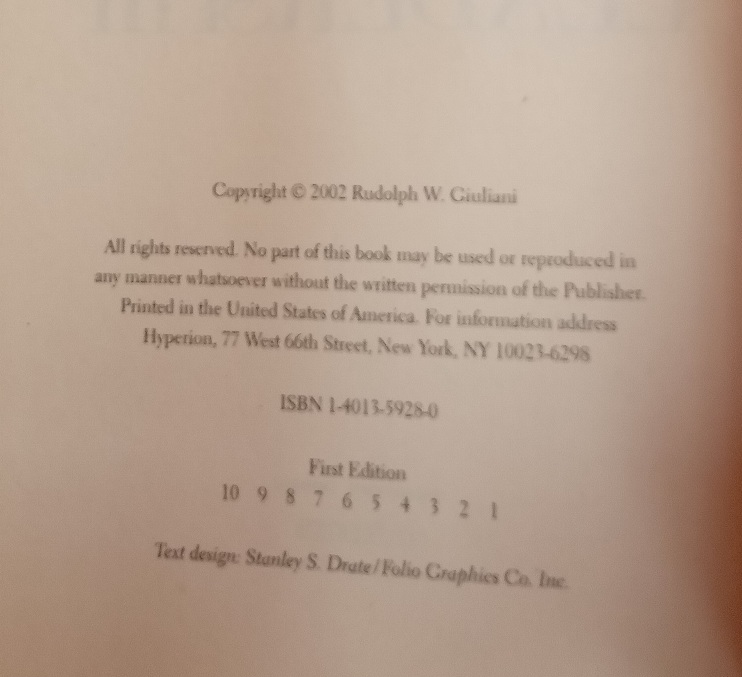 Copyright © 2002 Rudolph W. Giuliani
All rights reserved. No part of this book may be used or reproduced in
any manner whatsoever without the written permission of the Publisher.
Printed in the United States of America. For information address
Hyperion, 77 West 66th Street, New York, NY 10023-6298
ISBN 1-4013-5928-0
First Edition
10 9 8 7 6 5 4 3 2 1
Text design: Stanley S. Drate/Folio Graphics Co. Inc.